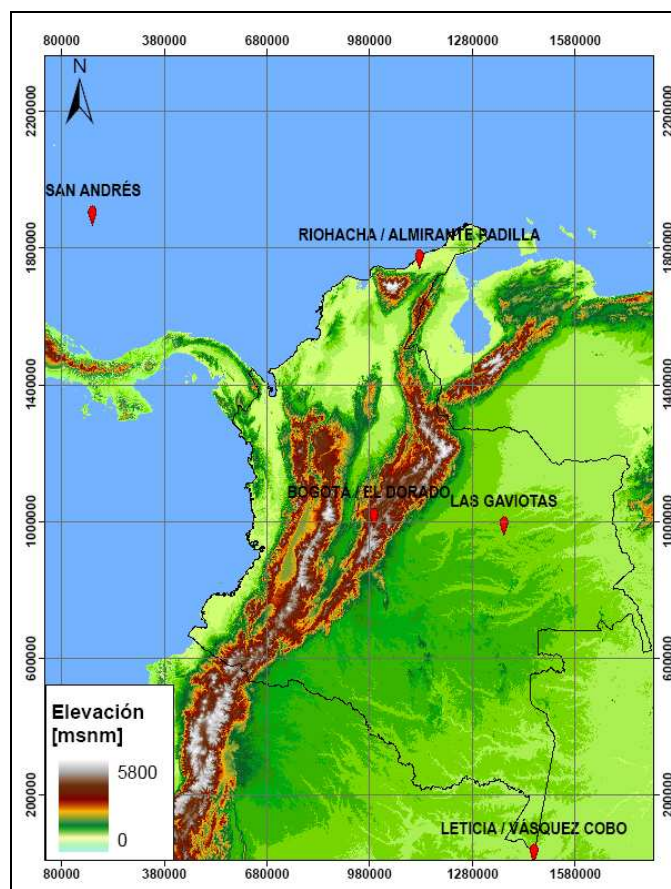 80000 380000 680000 980000 1280000 1580000
N
2200000 2200000
SAN ANDRÉS
RIOHACHA / ALMIRANTE PADILLA
1800000 1800000
1400000 1400000
BOGOTÁ / EL DORADO
LAS GAVIOTAS
1000000 1000000
600000 600000
Elevación
[msnm]
5800
0
200000 200000
LETICIA / VÁSQUEZ COBO
80000 380000 680000 980000 1280000 1580000